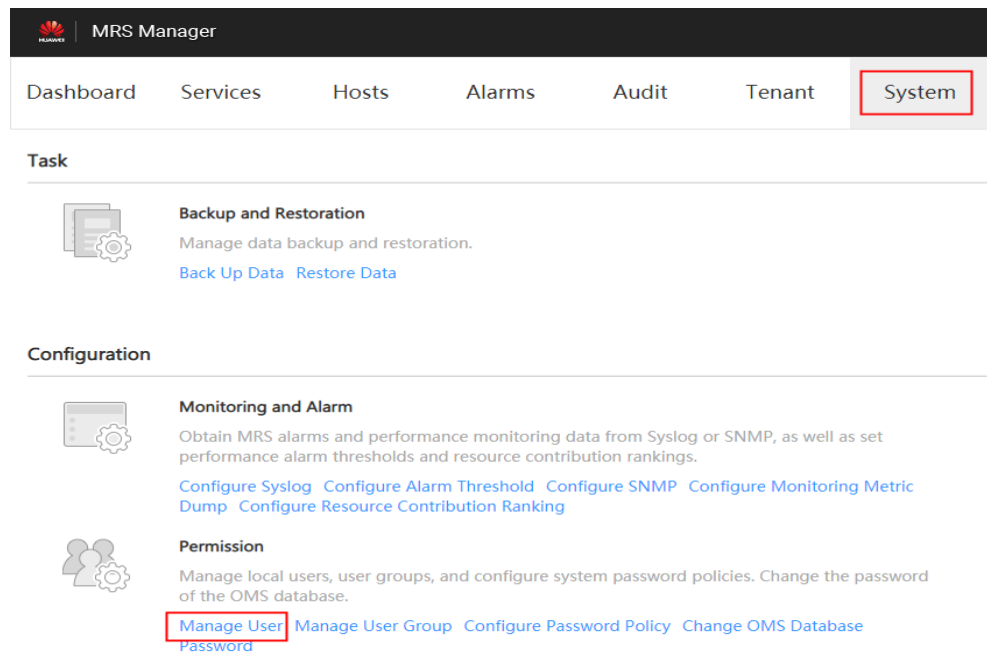 HUAWEI
MRS Manager
Dashboard Services Hosts Alarms Audit Tenant System
Task
Backup and Restoration
Manage data backup and restoration.
Back Up Data Restore Data
Configuration
Monitoring and Alarm
Obtain MRS alarms and performance monitoring data from Syslog or SNMP, as well as set
performance alarm thresholds and resource contribution rankings.
Configure Syslog Configure Alarm Threshold Configure SNMP Configure Monitoring Metric
Dump Configure Resource Contribution Ranking
Permission
Manage local users, user groups, and configure system password policies. Change the password
of the OMS database.
Manage User Manage User Group Configure Password Policy Change OMS Database
Password